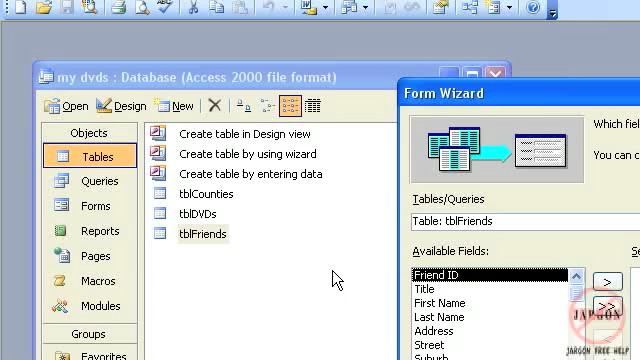 my dvds : Database (Access 2000 file format)
Open Design New
Objects
Tables
Queries
Forms
Reports
Pages
Macros
Modules
Groups
Favorites
Create table in Design view
Create table by using wizard
Create table by entering data
tblCounties
tblDVDs
tblFriends
Form Wizard
Which fiel
You can c
Tables/Queries
Table: tblFriends
Available Fields:
Se
Friend ID
Title
First Name
Last Name
Address
Street
Suburb
>
>>
JARGON
JARGON FREE HELP